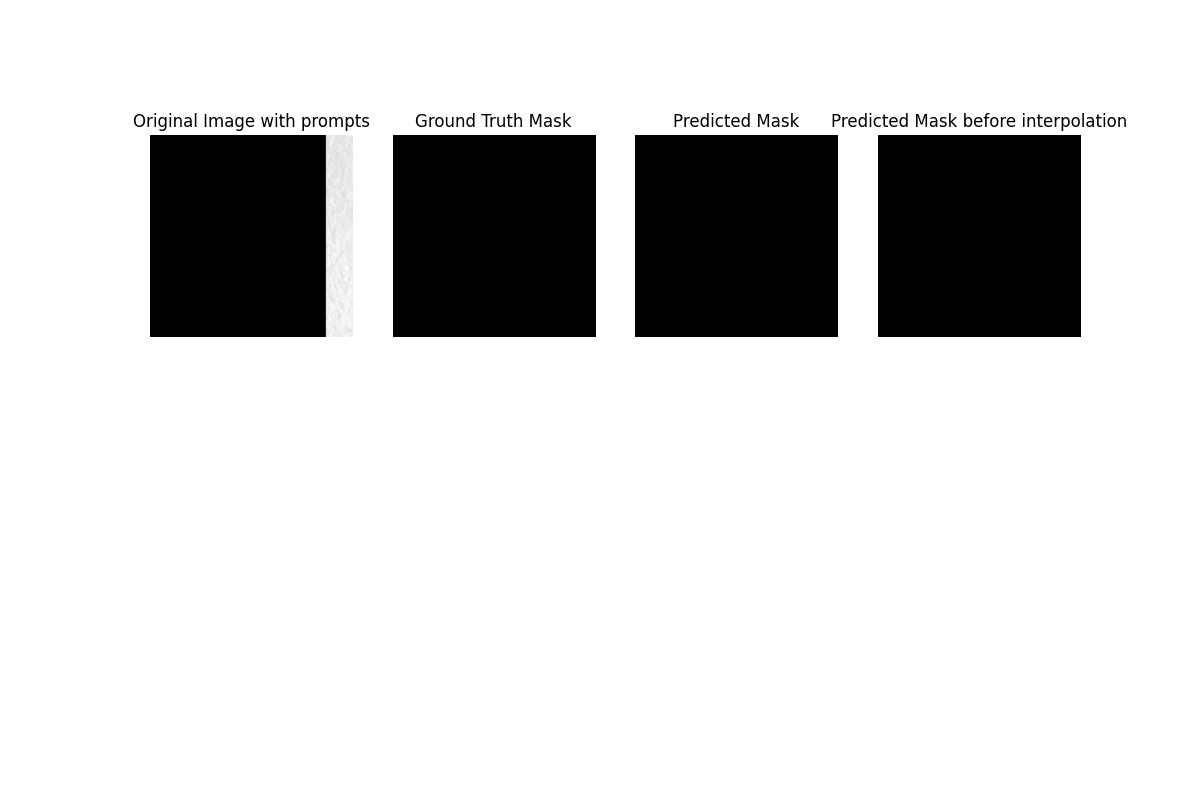 Original Image with prompts
Ground Truth Mask
Predicted Mask
Predicted Mask before interpolation